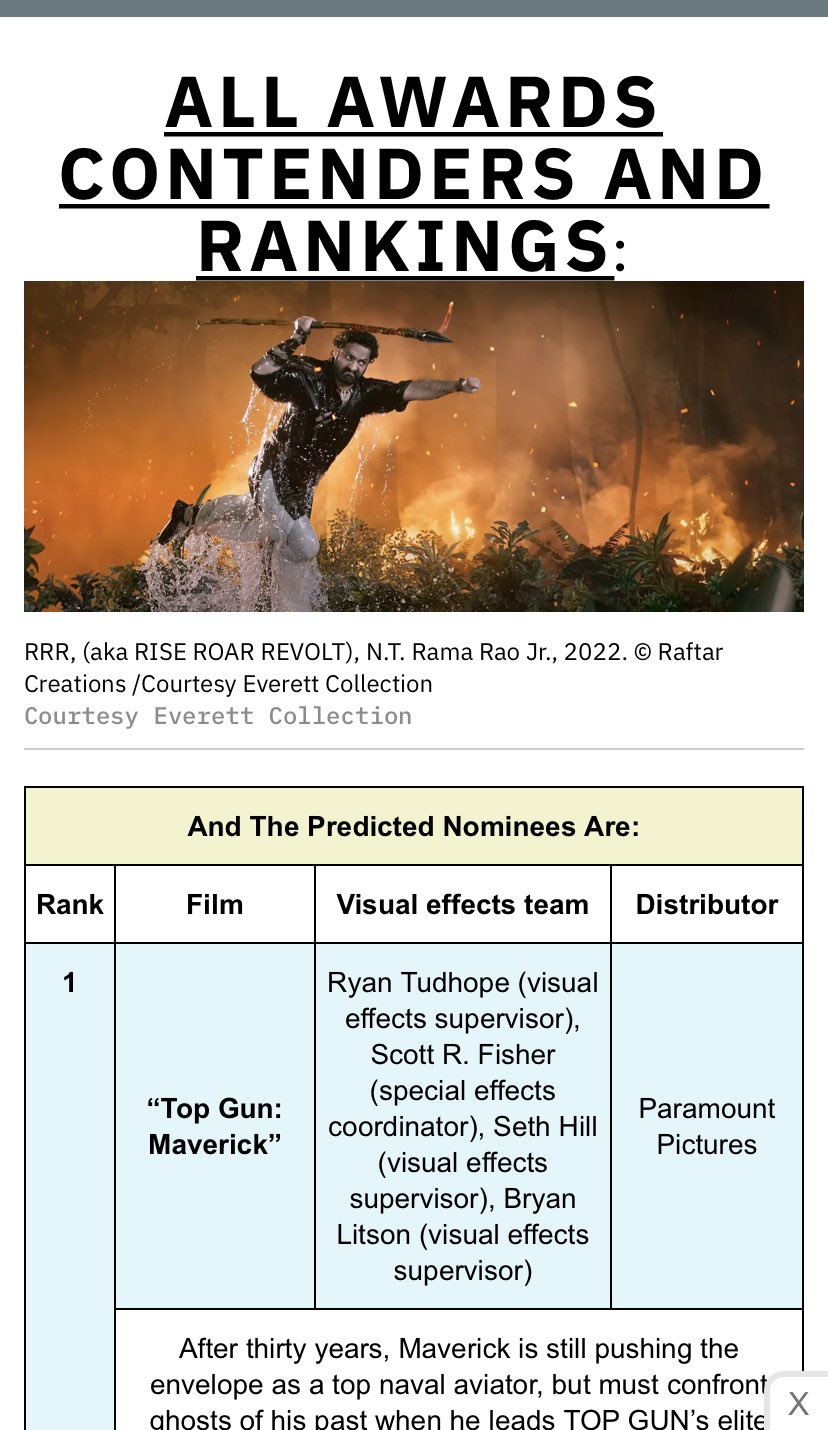 ALL AWARDS
CONTENDERS AND
RANKINGS:
RRR, (aka RISE ROAR REVOLT), N.T. Rama Rao Jr., 2022. © Raftar
Creations /Courtesy Everett Collection
Courtesy Everett Collection
And The Predicted Nominees Are:
Rank Film Visual effects team Distributor
1
“Top Gun:
Maverick”
Ryan Tudhope (visual
effects supervisor),
Scott R. Fisher
(special effects
coordinator), Seth Hill
(visual effects
supervisor), Bryan
Litson (visual effects
supervisor)
Paramount
Pictures
After thirty years, Maverick is still pushing the
envelope as a top naval aviator, but must confront
ghosts of his past when he leads TOP GUN’s elite
X